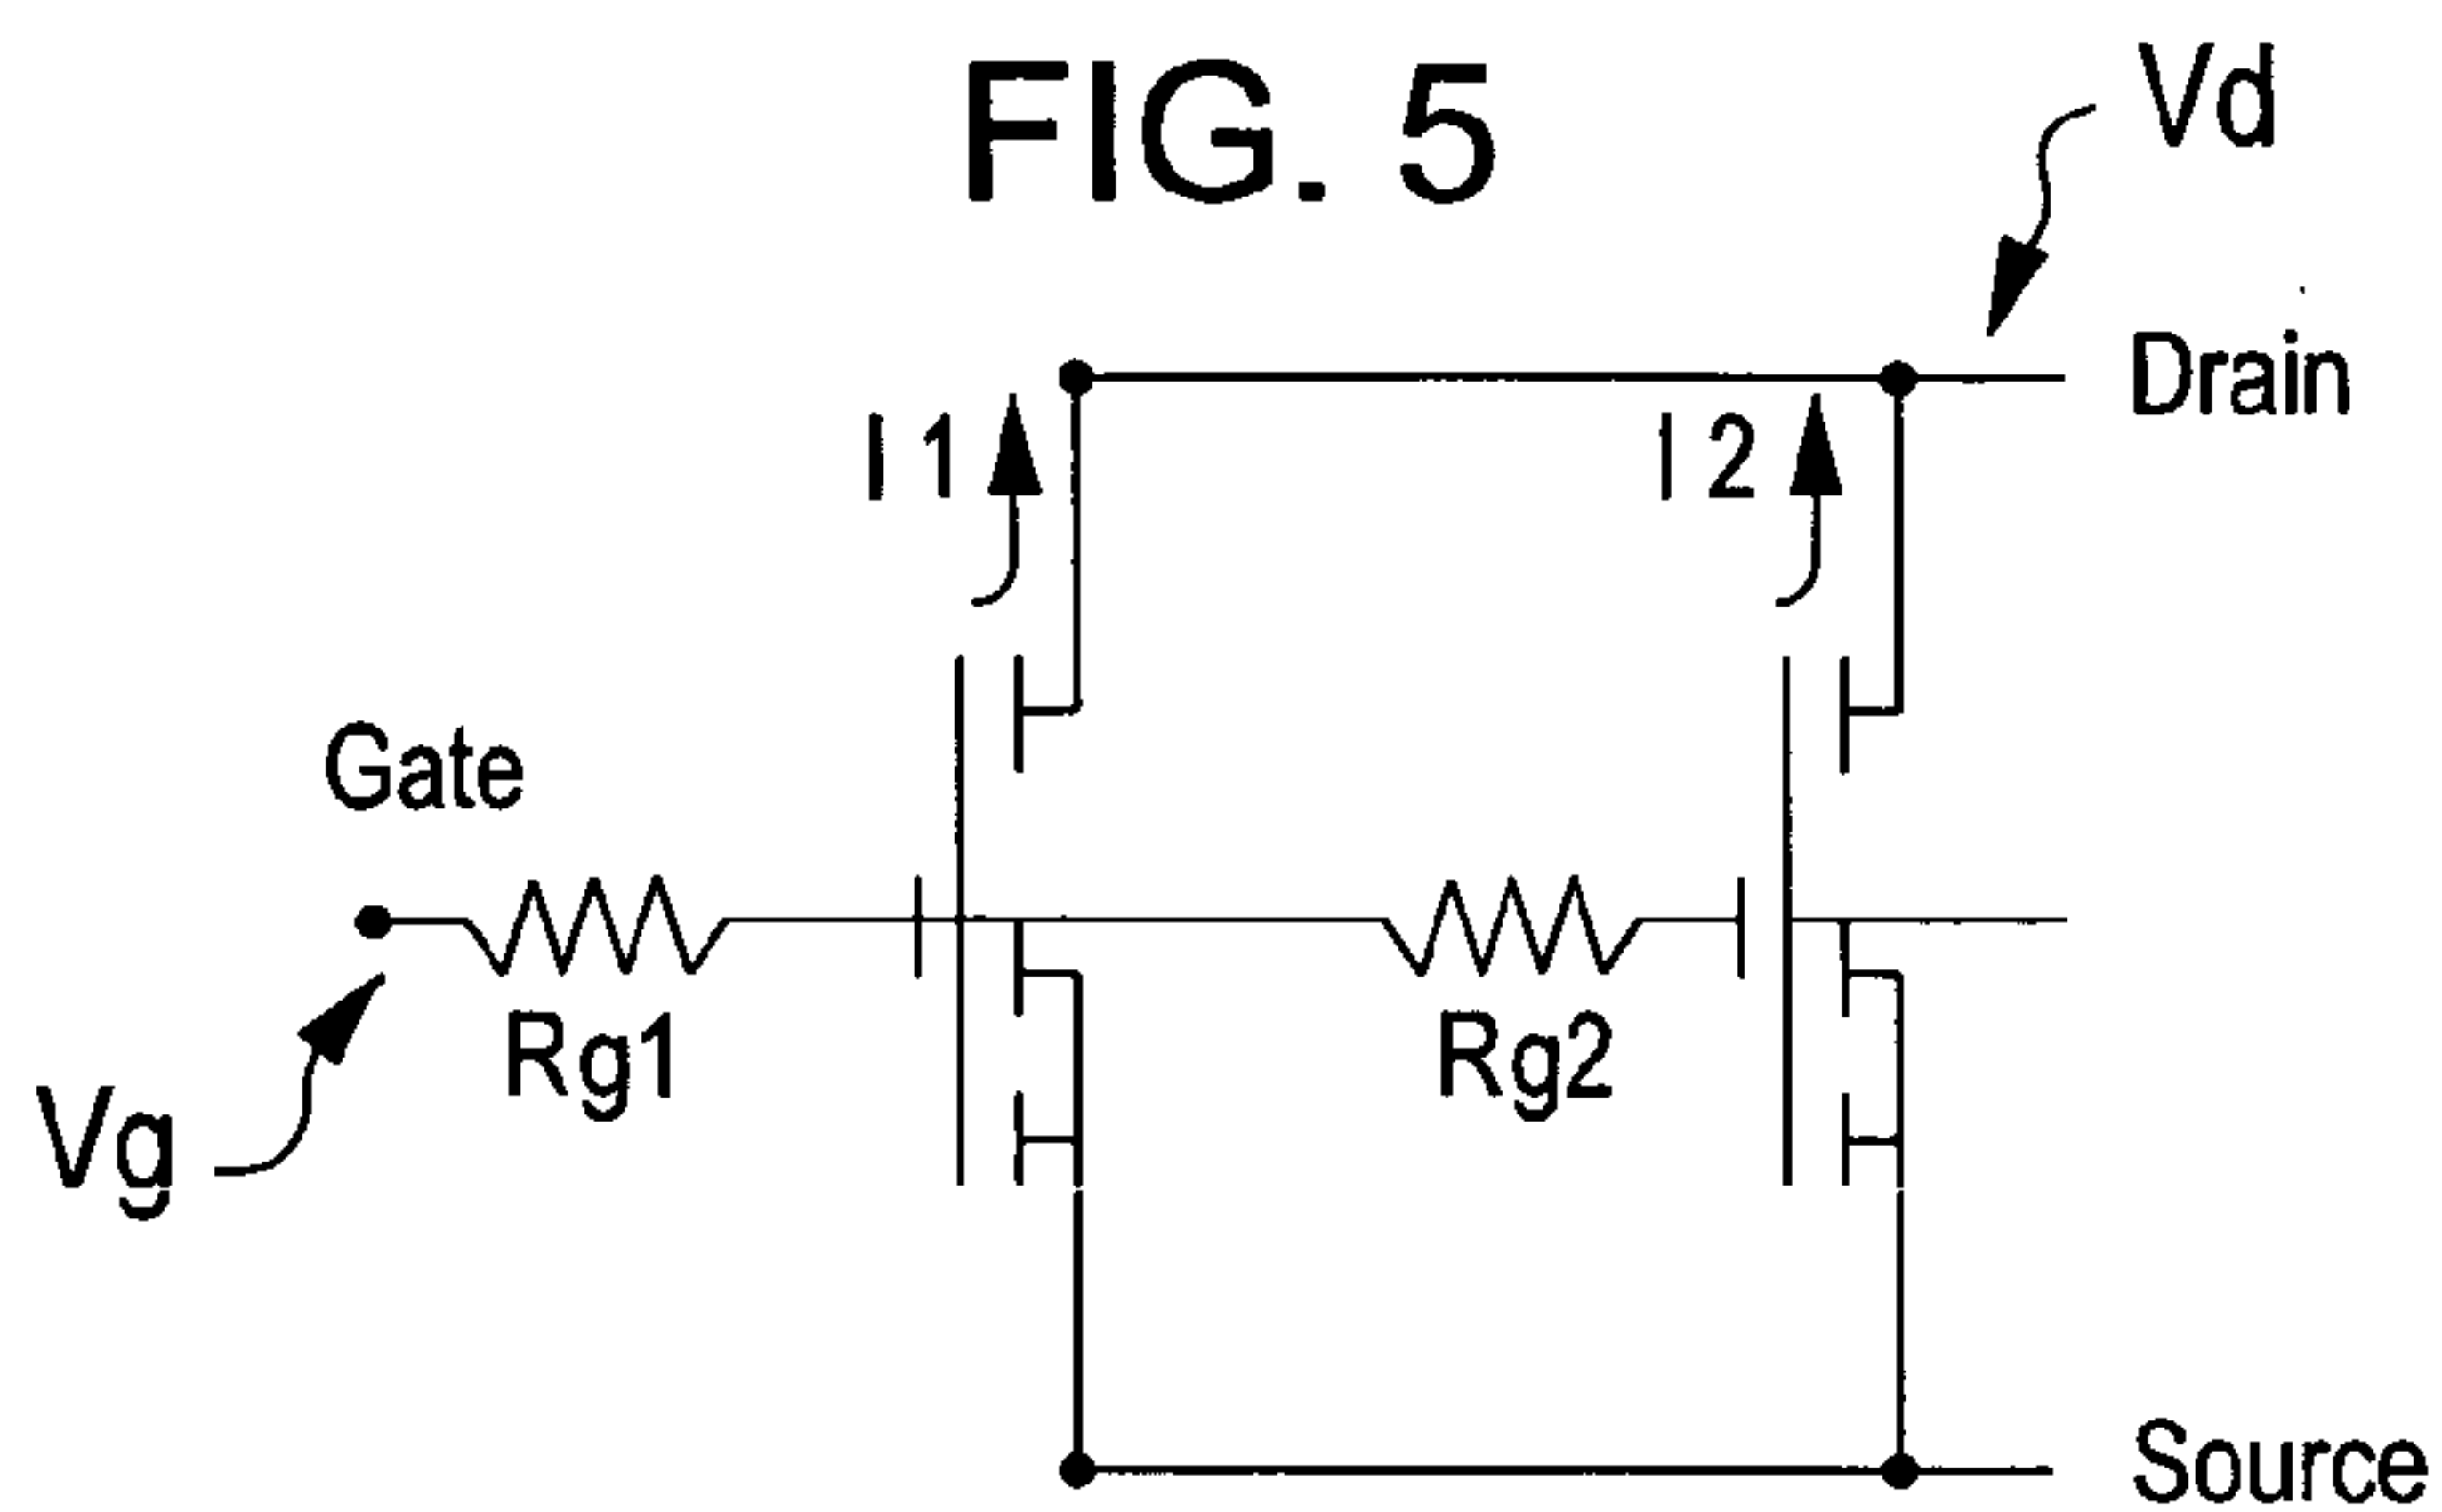 FIG. 5
Vd
Drain
I1
I2
Gate
Rg1
Rg2
Vg
Source